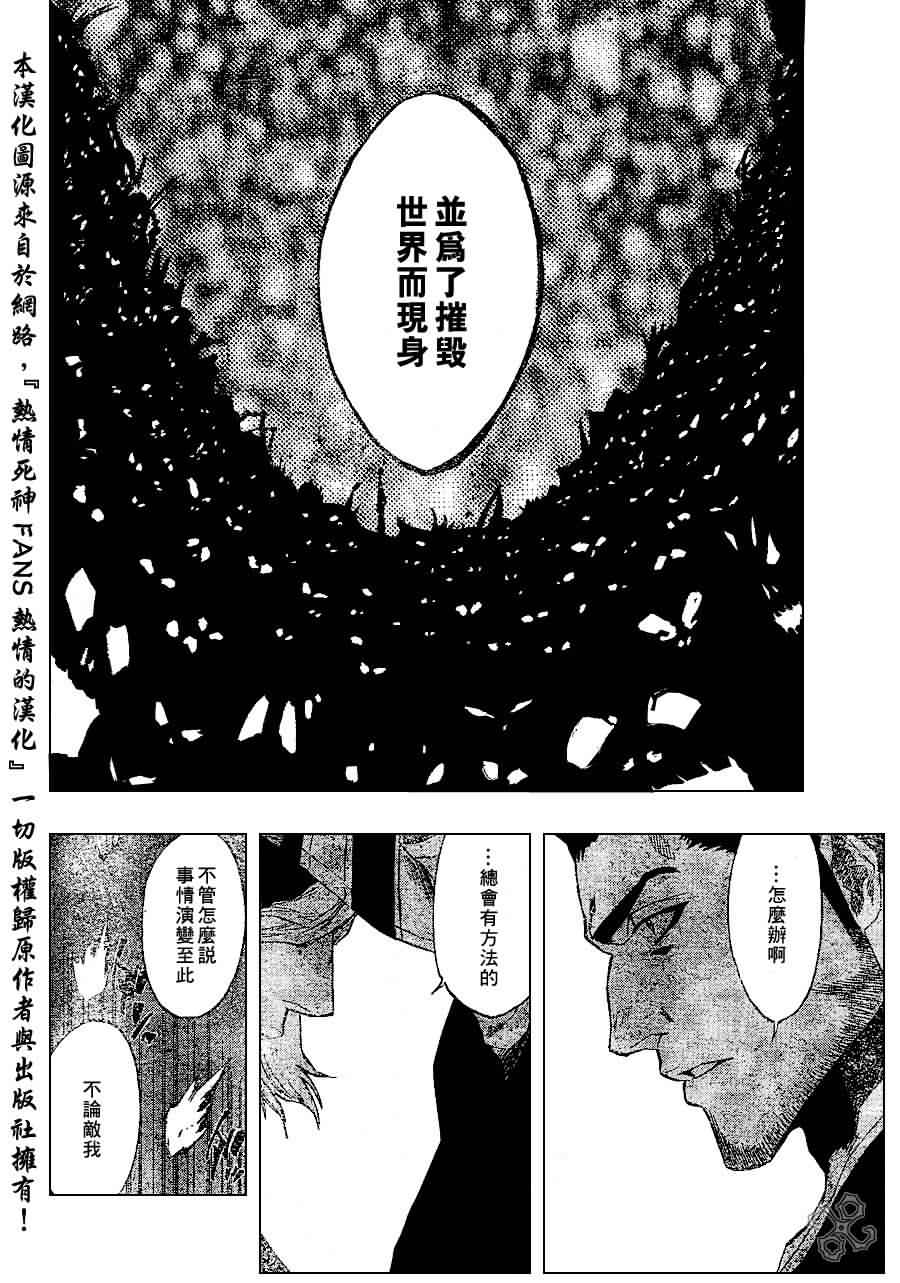 並爲了摧毀
世界而現身
…怎麼辦啊
…總會有方法的
不管怎麼說
事情演變至此
不論敵我
本漢化圖源來自於網路，『熱情死神FANS熱情的漢化』一切版權歸原作者與出版社擁有！